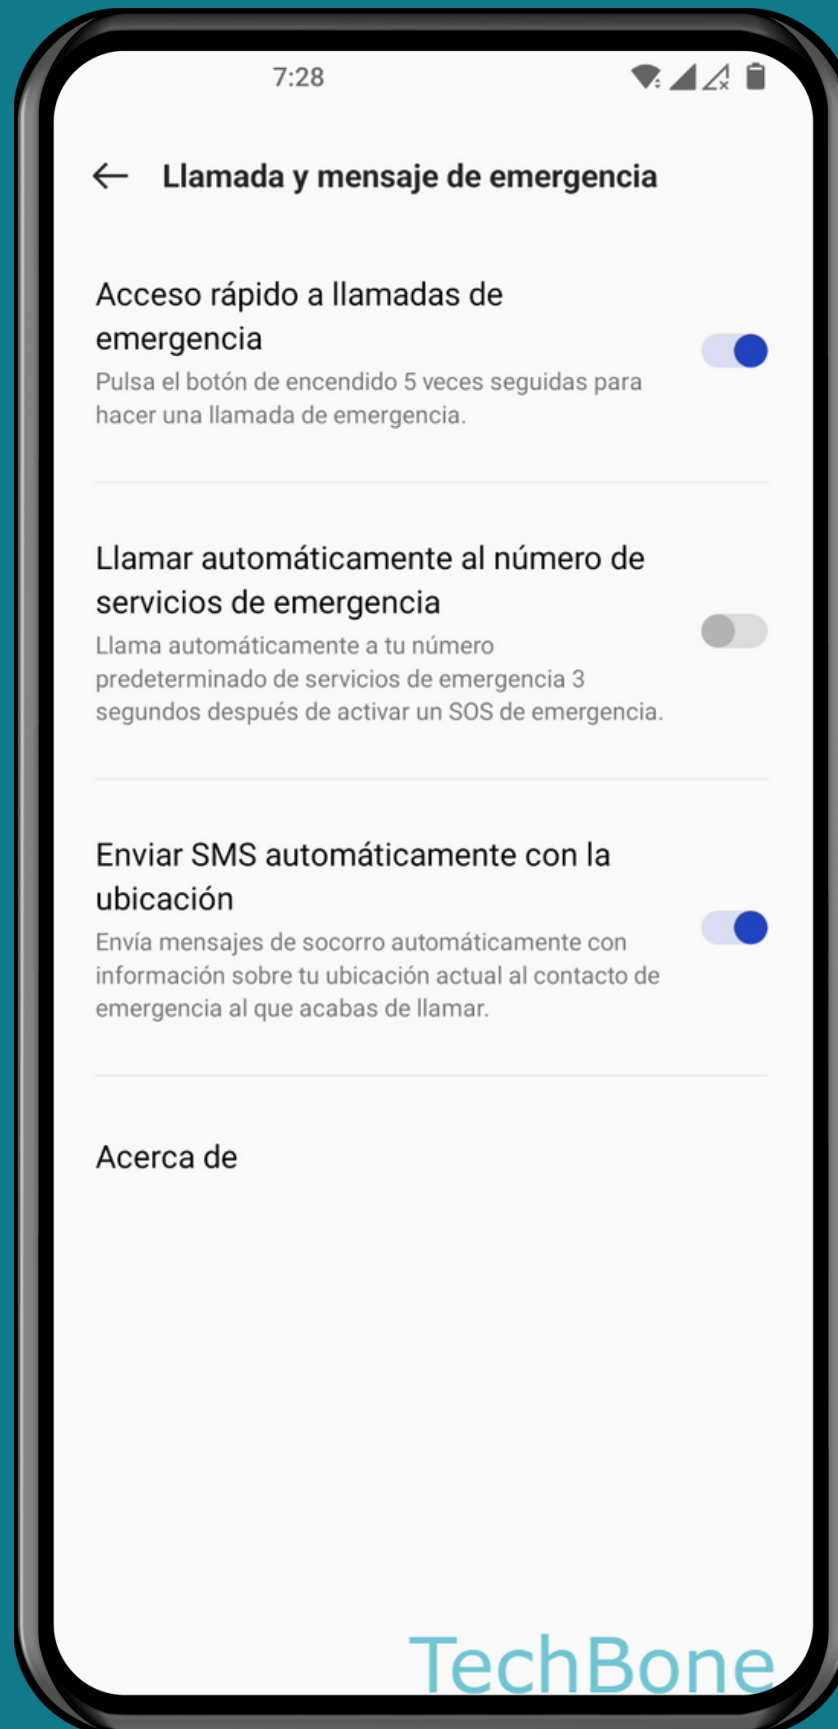 7:28
Llamada y mensaje de emergencia
Acceso rápido a llamadas de
emergencia
Pulsa el botón de encendido 5 veces seguidas para
hacer una llamada de emergencia.
Llamar automáticamente al número de
servicios de emergencia
Llama automáticamente a tu número
predeterminado de servicios de emergencia 3
segundos después de activar un SOS de emergencia.
Enviar SMS automáticamente con la
ubicación
Envía mensajes de socorro automáticamente con
información sobre tu ubicación actual al contacto de
emergencia al que acabas de llamar.
Acerca de
TechBone